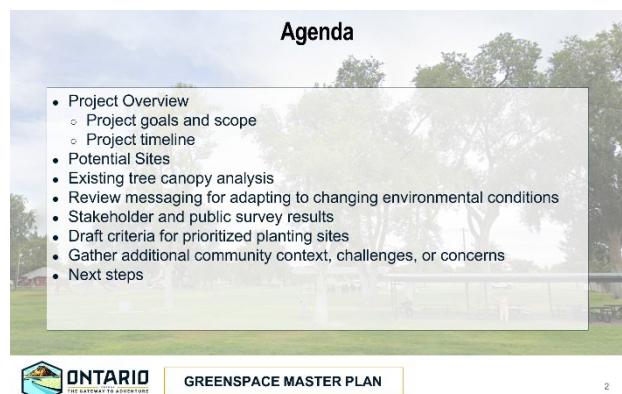 Agenda
• Project Overview
○ Project goals and scope
○ Project timeline
• Potential Sites
• Existing tree canopy analysis
• Review messaging for adapting to changing environmental conditions
• Stakeholder and public survey results
• Draft criteria for prioritized planting sites
• Gather additional community context, challenges, or concerns
• Next steps
ONTARIO
THE GATEWAY TO ADVENTURE
GREENSPACE MASTER PLAN
2